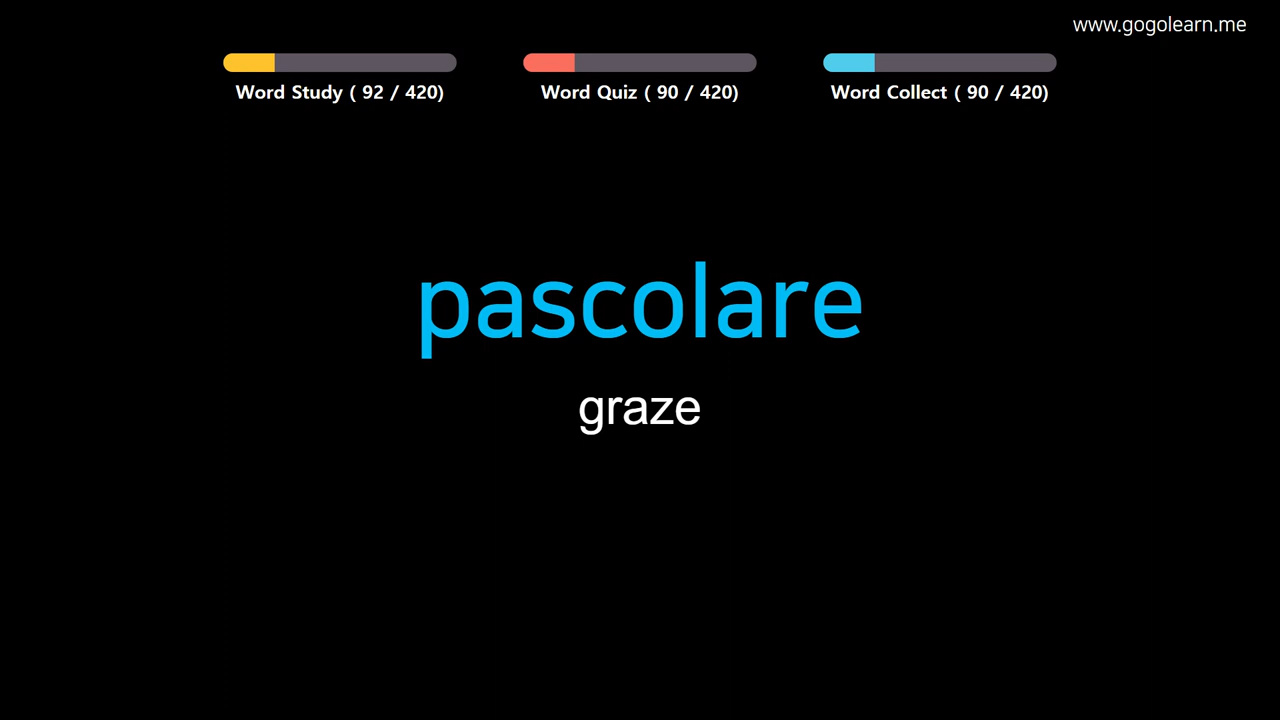 www.gogolearn.me
Word Study ( 92 / 420)
Word Quiz ( 90 / 420)
Word Collect ( 90 / 420)
pascolare
graze